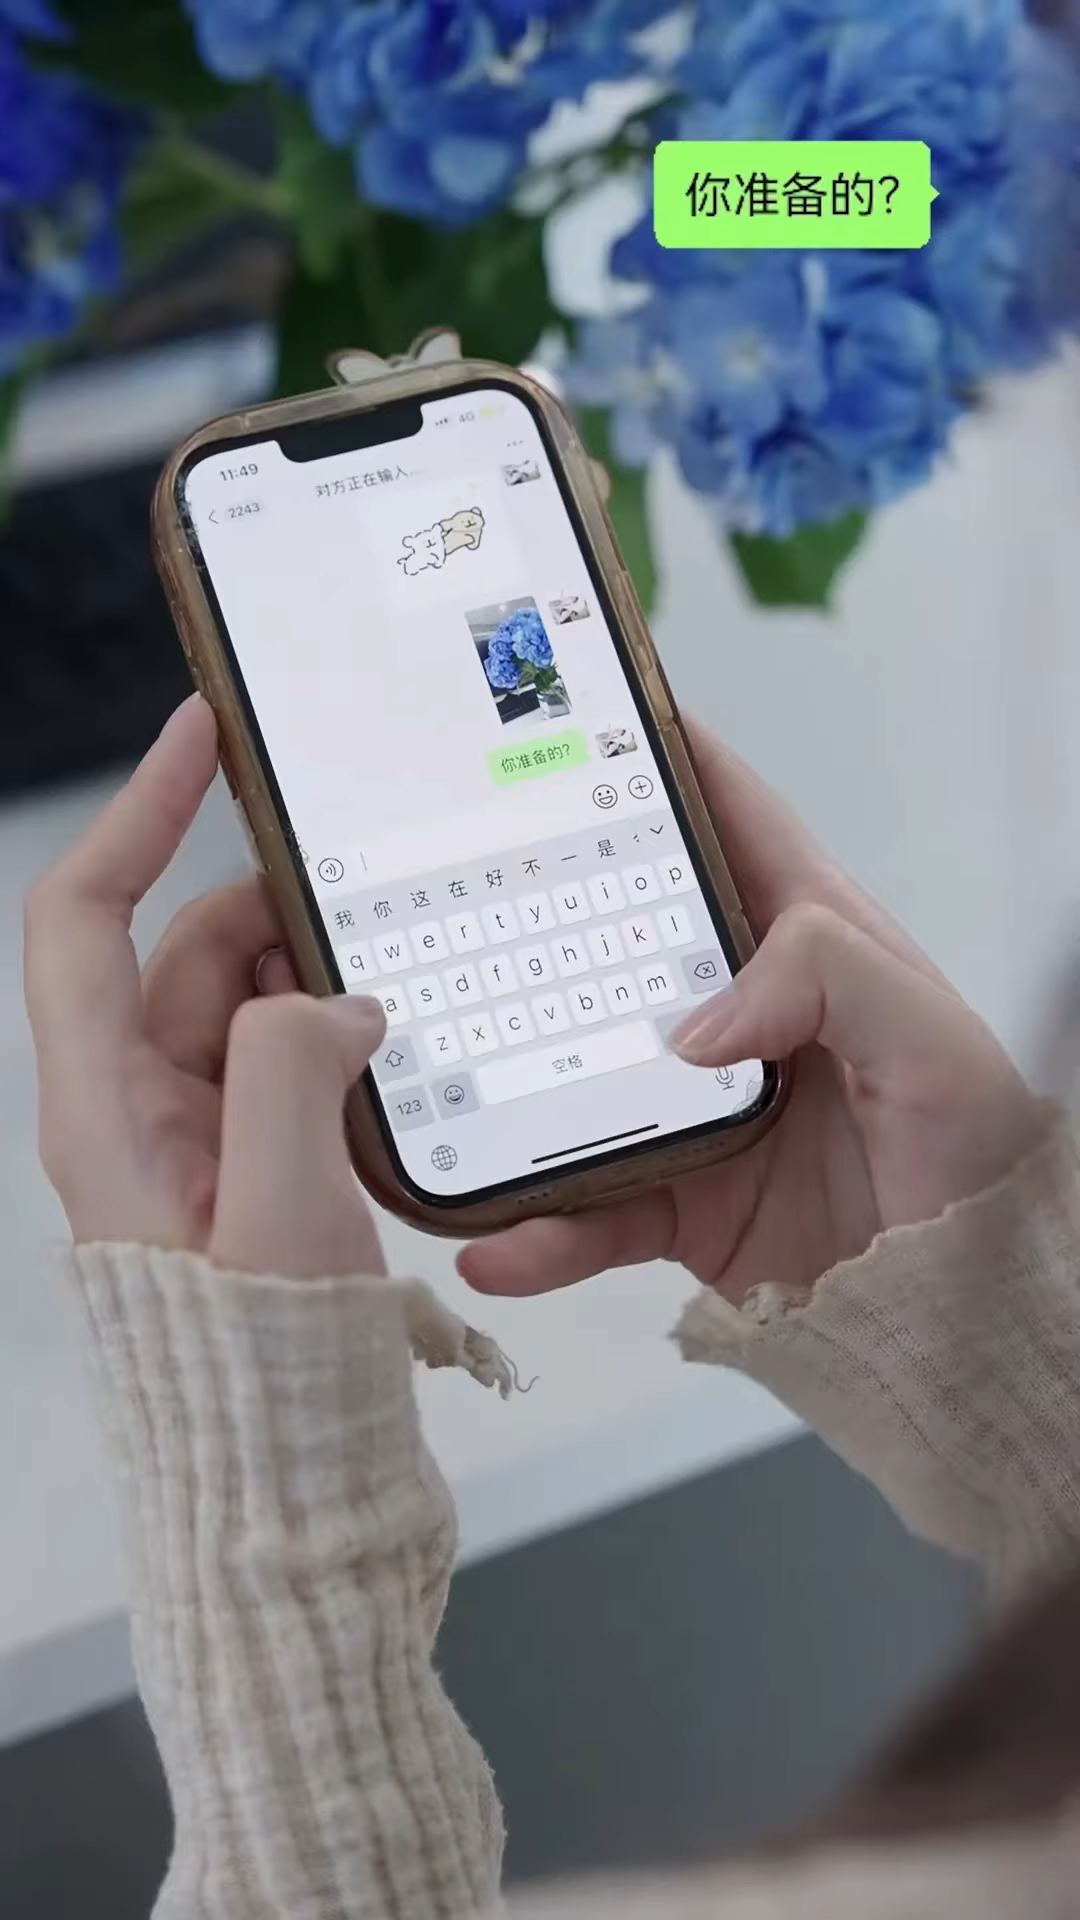 你准备的?
11:49
4G
2243
对方正在输入...
你准备的?
我 你 这 在 好 不 一 是
q w e r t y u i o p
a s d f g h j k l
z x c v b n m
123
空格